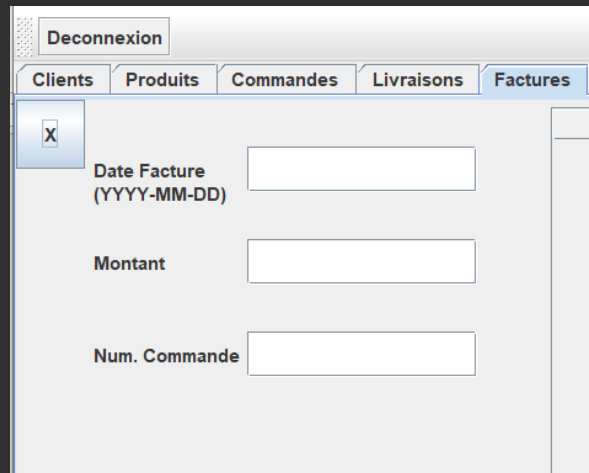 Deconnexion
Clients Produits Commandes Livraisons Factures
X
Date Facture
(YYYY-MM-DD)
Montant
Num. Commande